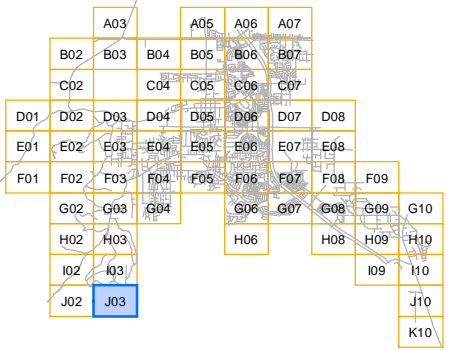 A03 A05 A06 A07
B02 B03 B04 B05 B06 B07
C02 C04 C05 C06 C07
D01 D02 D03 D04 D05 D06 D07 D08
E01 E02 E03 E04 E05 E06 E07 E08
F01 F02 F03 F04 F05 F06 F07 F08 F09
G02 G03 G04 G06 G07 G08 G09 G10
H02 H03 H06 H08 H09 H10
I02 I03 I09 I10
J02 J03 J10
K10